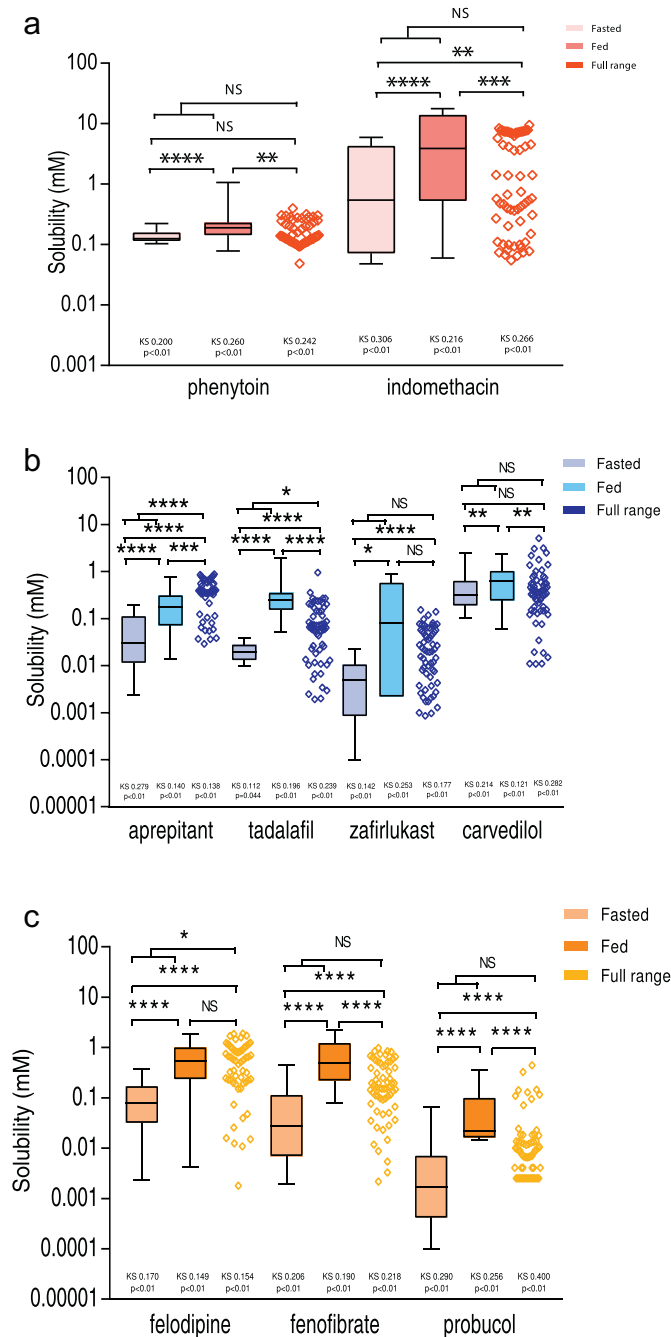 a
Fasted
Fed
Full range
NS
NS
**
NS
****
***
****
**
Solubility (mM)
100
10
1
0.1
0.01
0.001
KS 0.200 KS 0.260 KS 0.242 KS 0.306 KS 0.216 KS 0.266
p<0.01 p<0.01 p<0.01 p<0.01 p<0.01 p<0.01
phenytoin indomethacin
b
Fasted
Fed
Full range
NS
* NS
**** NS
**** **** **** ** **
**** *** **** **** * NS
Solubility (mM)
100
10
1
0.1
0.01
0.001
0.0001
0.00001
KS 0.279 KS 0.140 KS 0.138 KS 0.112 KS 0.196 KS 0.239 KS 0.142 KS 0.253 KS 0.177 KS 0.214 KS 0.121 KS 0.282
p<0.01 p<0.01 p<0.01 p=0.044 p<0.01 p<0.01 p<0.01 p<0.01 p<0.01 p<0.01 p<0.01 p<0.01
aprepitant tadalafil zafirlukast carvedilol
c
Fasted
Fed
Full range
* NS NS
**** **** ****
**** NS **** **** **** ****
Solubility (mM)
100
10
1
0.1
0.01
0.001
0.0001
0.00001
KS 0.170 KS 0.149 KS 0.154 KS 0.206 KS 0.190 KS 0.218 KS 0.290 KS 0.256 KS 0.400
p<0.01 p<0.01 p<0.01 p<0.01 p<0.01 p<0.01 p<0.01 p<0.01 p<0.01
felodipine fenofibrate probucol